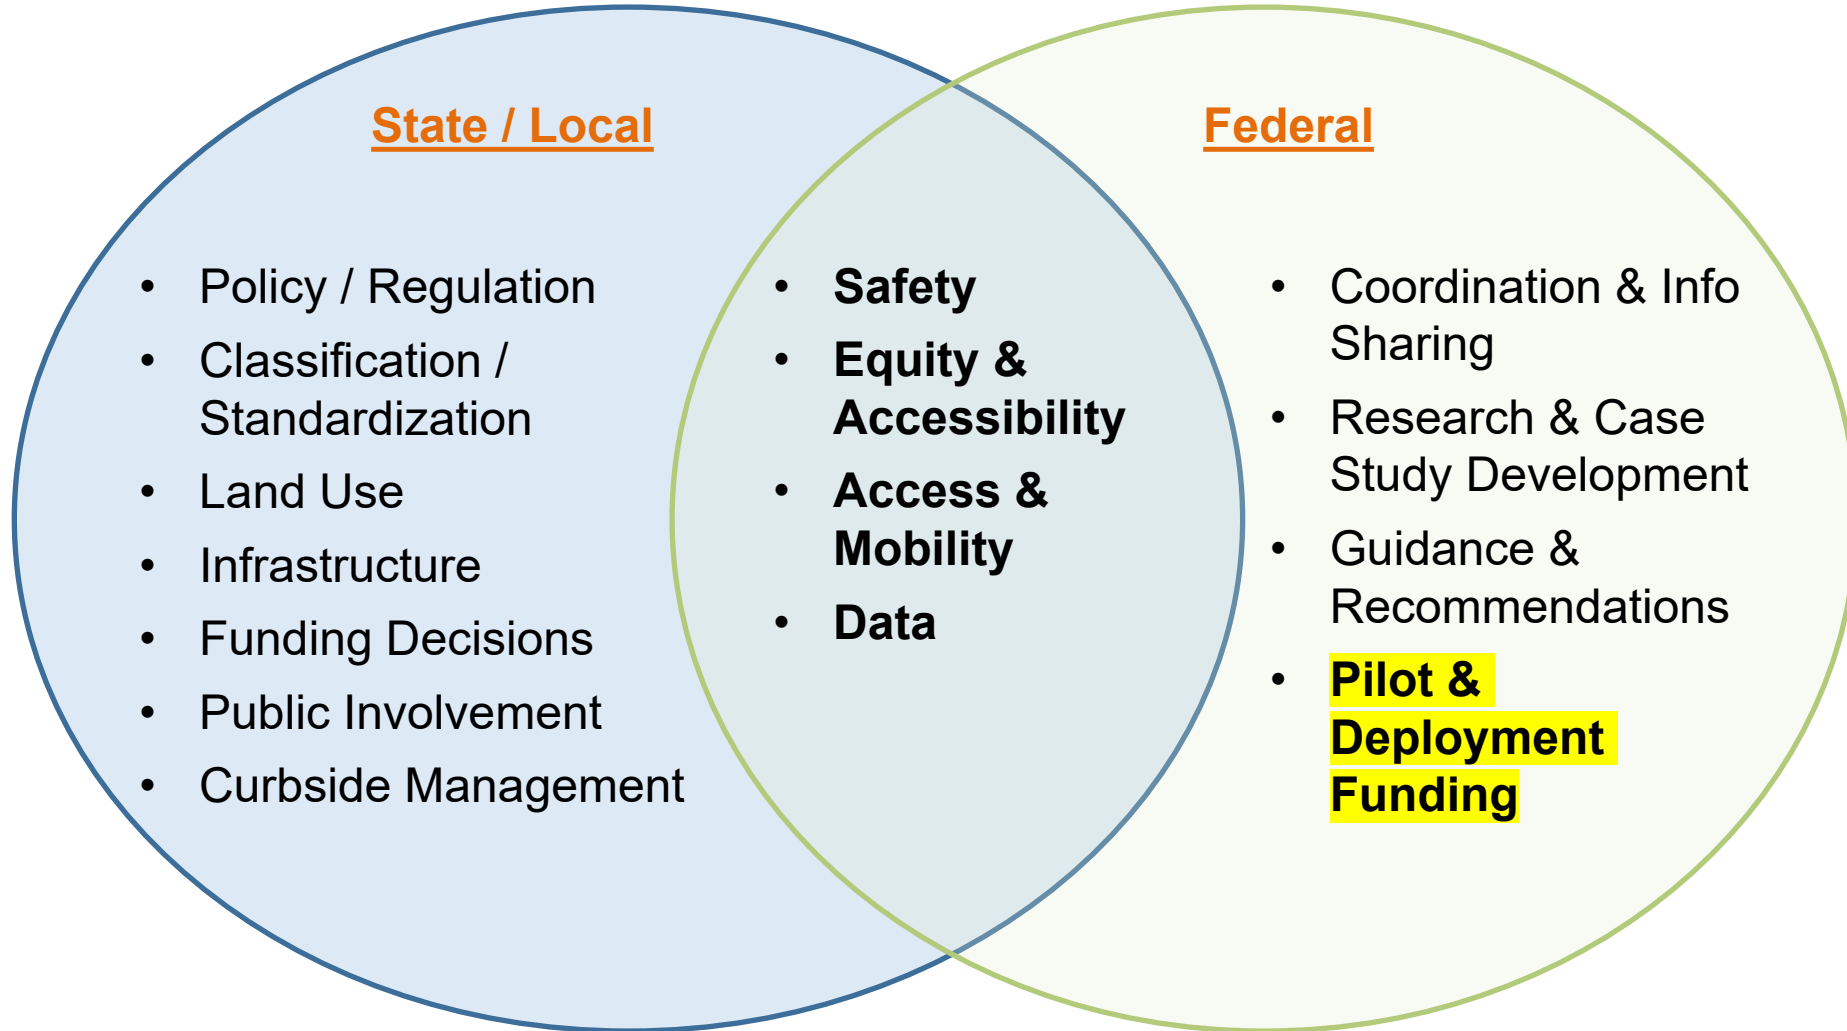 State / Local
• Policy / Regulation
• Classification /
Standardization
• Land Use
• Infrastructure
• Funding Decisions
• Public Involvement
• Curbside Management
• Safety
• Equity &
Accessibility
• Access &
Mobility
• Data
Federal
• Coordination & Info
Sharing
• Research & Case
Study Development
• Guidance &
Recommendations
• Pilot &
Deployment
Funding